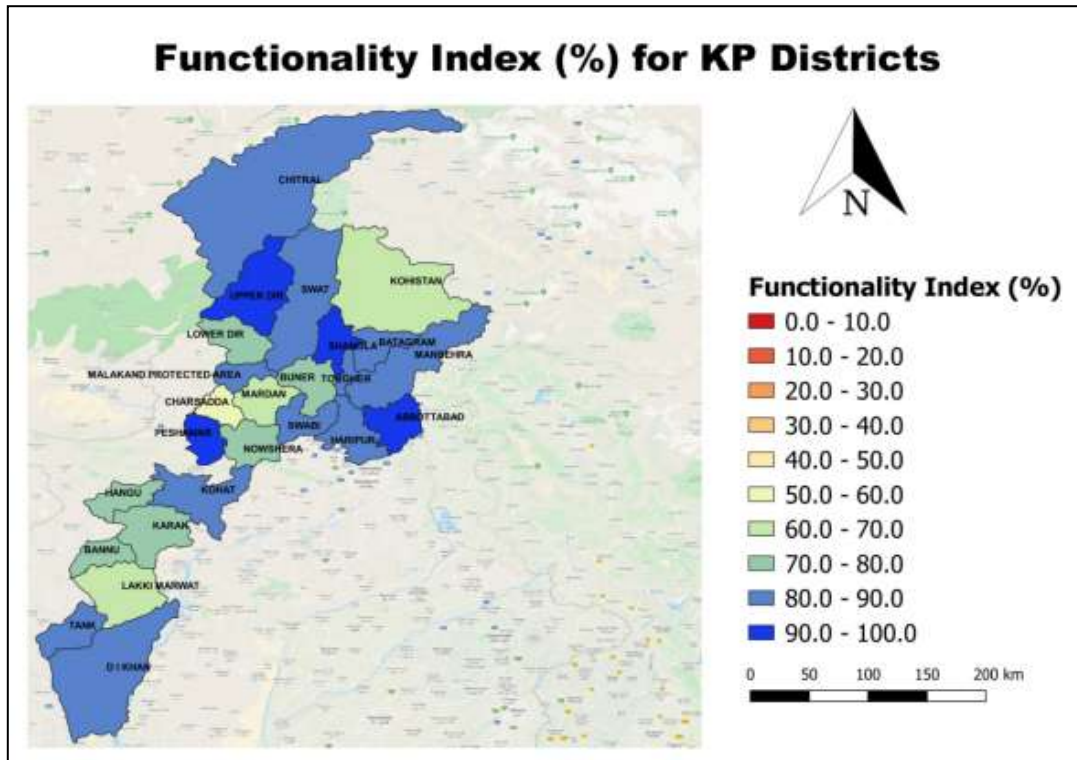 Functionality Index (%) for KP Districts
CHITRAL
UPPER DIR
SWAT
KOHISTAN
LOWER DIR
SHANGLA
BATAGRAM
MANSEHRA
MALAKAND PROTECTED AREA
BUNER
TORGHER
CHARSADDA
MARDAN
ABBOTTABAD
PESHAWAR
SWABI
HARIPUR
NOWSHERA
HANGU
KOHAT
KARAK
BANNU
LAKKI MARWAT
TANK
D I KHAN
N
Functionality Index (%)
0.0 - 10.0
10.0 - 20.0
20.0 - 30.0
30.0 - 40.0
40.0 - 50.0
50.0 - 60.0
60.0 - 70.0
70.0 - 80.0
80.0 - 90.0
90.0 - 100.0
0 50 100 150 200 km